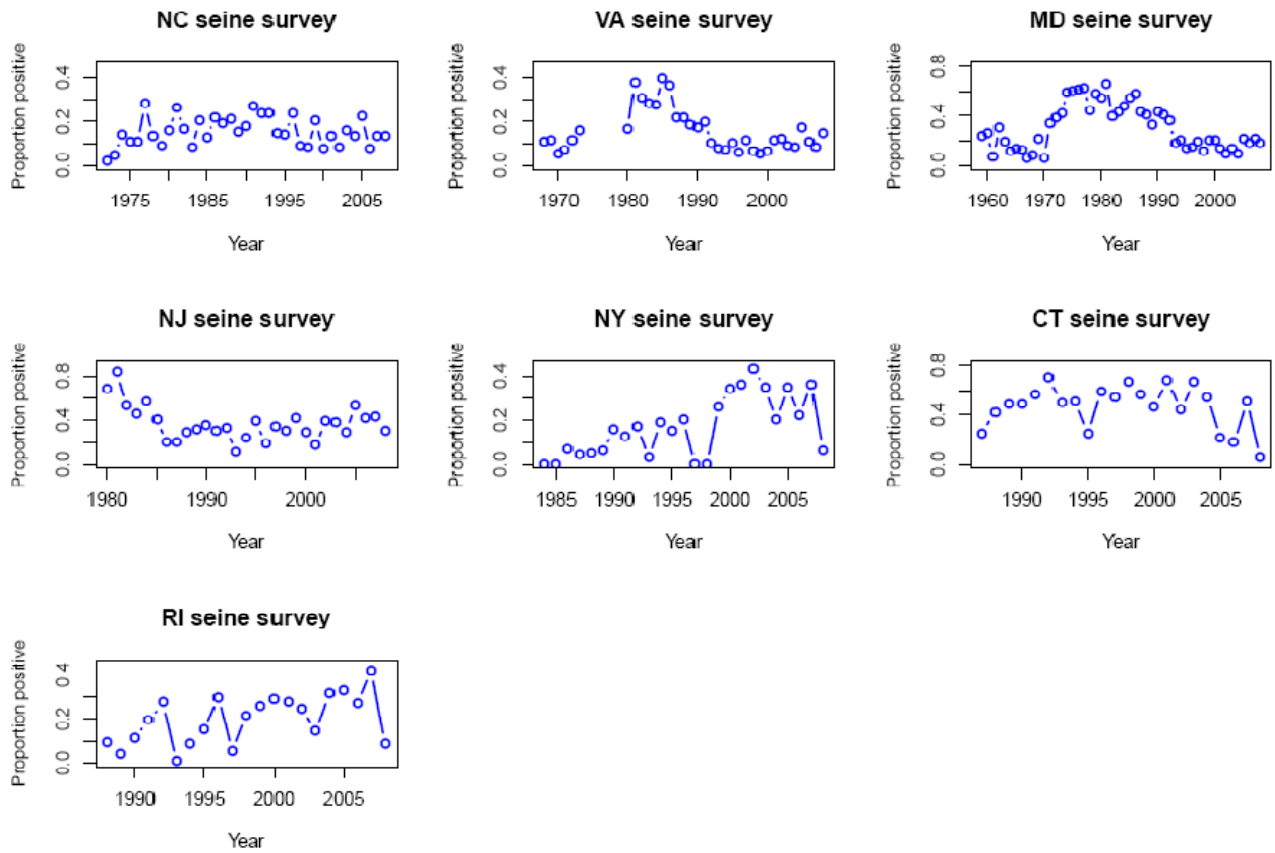 NC seine survey
Proportion positive
0.0 0.2 0.4
1975 1985 1995 2005
Year
VA seine survey
Proportion positive
0.0 0.2 0.4
1970 1980 1990 2000
Year
MD seine survey
Proportion positive
0.0 0.4 0.8
1960 1970 1980 1990 2000
Year
NJ seine survey
Proportion positive
0.0 0.4 0.8
1980 1990 2000
Year
NY seine survey
Proportion positive
0.0 0.2 0.4
1985 1990 1995 2000 2005
Year
CT seine survey
Proportion positive
0.0 0.4 0.8
1990 1995 2000 2005
Year
RI seine survey
Proportion positive
0.0 0.2 0.4
1990 1995 2000 2005
Year